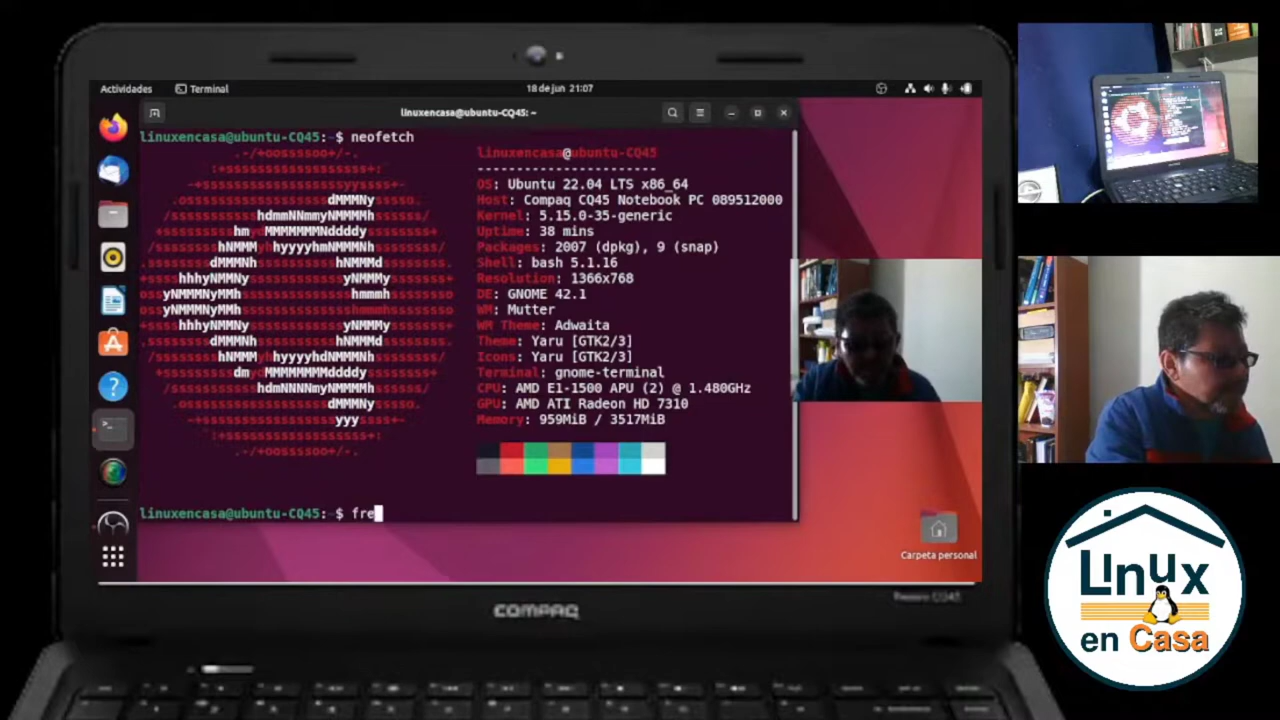 Actividades
Terminal
18 de jun 21:07
linuxencasa@ubuntu-CQ45: ~
linuxencasa@ubuntu-CQ45:~$ neofetch
linuxencasa@ubuntu-CQ45
-----------------------
OS: Ubuntu 22.04 LTS x86_64
Host: Compaq CQ45 Notebook PC 089512000
Kernel: 5.15.0-35-generic
Uptime: 38 mins
Packages: 2007 (dpkg), 9 (snap)
Shell: bash 5.1.16
Resolution: 1366x768
DE: GNOME 42.1
WM: Mutter
WM Theme: Adwaita
Theme: Yaru [GTK2/3]
Icons: Yaru [GTK2/3]
Terminal: gnome-terminal
CPU: AMD E1-1500 APU (2) @ 1.480GHz
GPU: AMD ATI Radeon HD 7310
Memory: 959MiB / 3517MiB
linuxencasa@ubuntu-CQ45:~$ fre
Carpeta personal
COMPAQ
Linux
en Casa